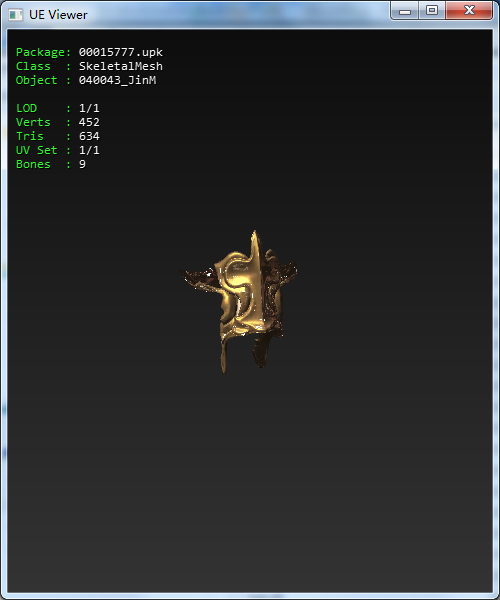 UE Viewer
Package: 00015777.upk
Class : SkeletalMesh
Object : 040043_JinM
LOD : 1/1
Verts : 452
Tris : 634
UV Set : 1/1
Bones : 9